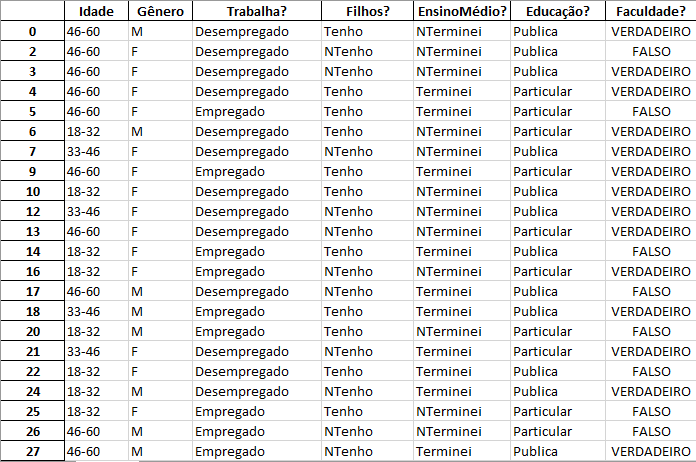 Idade Gênero Trabalha? Filhos? EnsinoMédio? Educação? Faculdade?
0 46-60 M Desempregado Tenho NTerminei Publica VERDADEIRO
2 46-60 F Desempregado NTenho NTerminei Publica FALSO
3 46-60 F Desempregado NTenho NTerminei Publica VERDADEIRO
4 46-60 F Desempregado Tenho Terminei Particular VERDADEIRO
5 46-60 F Empregado Tenho Terminei Particular FALSO
6 18-32 M Desempregado Tenho NTerminei Particular VERDADEIRO
7 33-46 F Desempregado NTenho NTerminei Publica VERDADEIRO
9 46-60 F Empregado Tenho Terminei Particular VERDADEIRO
10 18-32 F Desempregado Tenho NTerminei Publica VERDADEIRO
12 33-46 F Desempregado NTenho NTerminei Publica VERDADEIRO
13 46-60 F Desempregado NTenho NTerminei Particular VERDADEIRO
14 18-32 F Empregado Tenho Terminei Publica FALSO
16 18-32 F Empregado NTenho NTerminei Particular VERDADEIRO
17 46-60 M Desempregado NTenho Terminei Publica FALSO
18 33-46 M Empregado Tenho Terminei Publica VERDADEIRO
20 18-32 M Empregado Tenho NTerminei Particular FALSO
21 33-46 F Desempregado NTenho Terminei Particular VERDADEIRO
22 18-32 F Desempregado Tenho Terminei Publica FALSO
24 18-32 M Desempregado NTenho Terminei Publica VERDADEIRO
25 18-32 F Empregado Tenho NTerminei Particular FALSO
26 46-60 M Empregado NTenho NTerminei Particular FALSO
27 46-60 M Empregado NTenho Terminei Publica VERDADEIRO